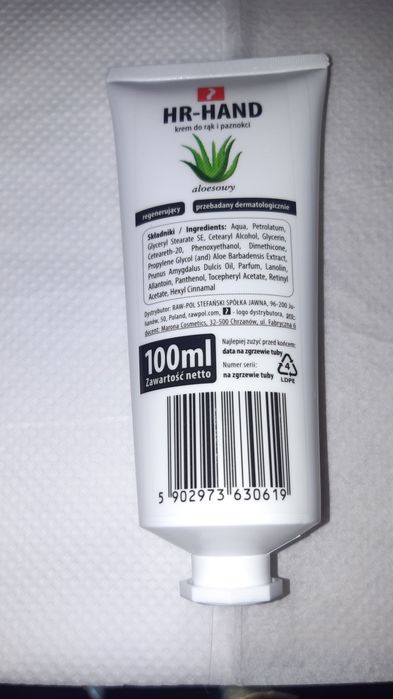 HR-HAND
krem do rąk i paznokci
aloesowy
regenerujący przebadany dermatologicznie
Składniki / Ingredients: Aqua, Petrolatum,
Glyceryl Stearate SE, Cetearyl Alcohol, Glycerin,
Ceteareth-20, Phenoxyethanol, Dimethicone,
Propylene Glycol (and) Aloe Barbadensis Extract,
Prunus Amygdalus Dulcis Oil, Parfum, Lanolin,
Allantoin, Panthenol, Tocopheryl Acetate, Retinyl
Acetate, Hexyl Cinnamal
Dystrybutor: RAW-POL STEFAŃSKI SPÓŁKA JAWNA, 96-200 Ju-
lianów, 50, Poland, rawpol.com, - logo dystrybutora, pro-
ducent: Marona Cosmetics, 32-500 Chrzanów, ul. Fabryczna 6
100ml
Zawartość netto
Najlepiej zużyć przed końcem:
data na zgrzewie tuby
Numer serii:
na zgrzewie tuby
4
LDPE
5 902973 630619